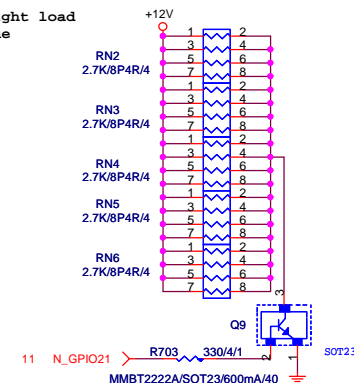 ght load
e
+12V
1 2
3 4
RN2
5 6
2.7K/8P4R/4
7 8
1 2
3 4
RN3
5 6
2.7K/8P4R/4
7 8
1 2
3 4
RN4
5 6
2.7K/8P4R/4
7 8
1 2
3 4
RN5
5 6
2.7K/8P4R/4
7 8
1 2
3 4
RN6
5 6
2.7K/8P4R/4
7 8
3
Q9
2 1
SOT23
R703 330/4/1
11 N_GPIO21
MMBT2222A/SOT23/600mA/40